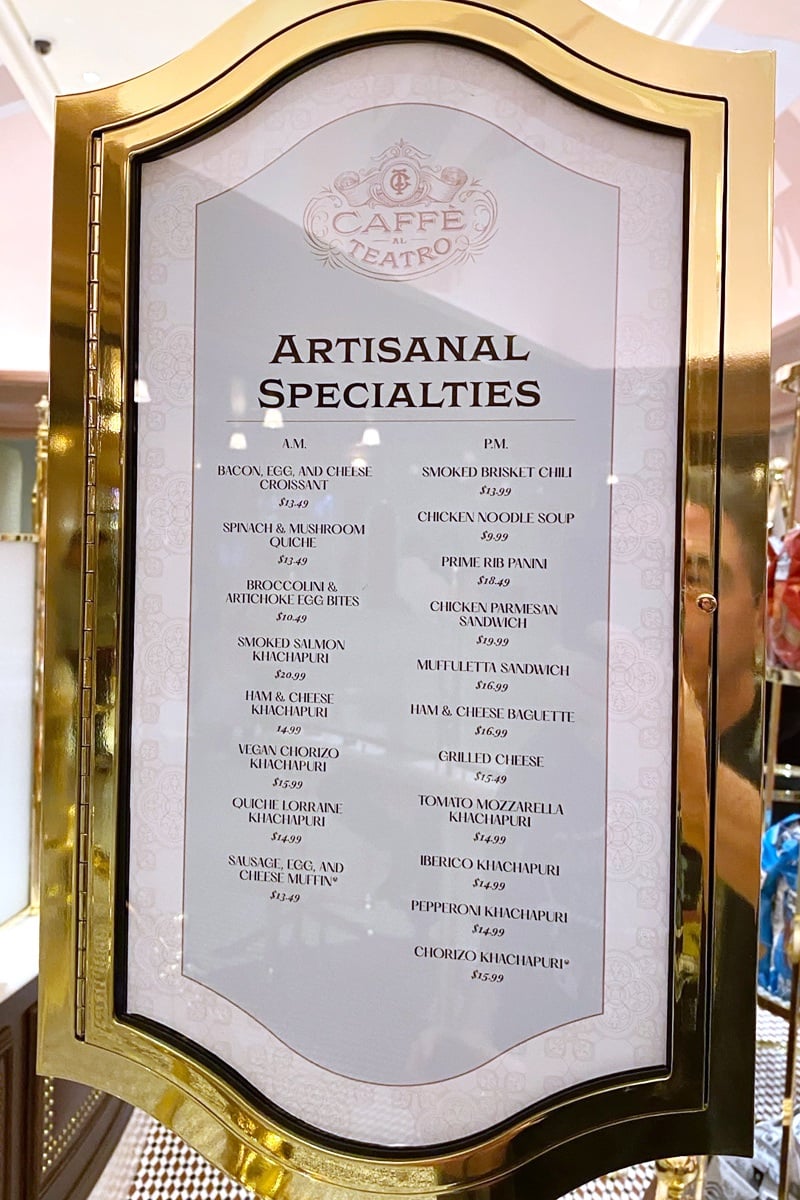 CAFFÈ
AL
TEATRO
ARTISANAL
SPECIALTIES
A.M.
BACON, EGG, AND CHEESE
CROISSANT
$13.49
SPINACH & MUSHROOM
QUICHE
$13.49
BROCCOLINI &
ARTICHOKE EGG BITES
$10.49
SMOKED SALMON
KHACHAPURI
$20.99
HAM & CHEESE
KHACHAPURI
14.99
VEGAN CHORIZO
KHACHAPURI
$15.99
QUICHE LORRAINE
KHACHAPURI
$14.99
SAUSAGE, EGG, AND
CHEESE MUFFIN*
$13.49
P.M.
SMOKED BRISKET CHILI
$13.99
CHICKEN NOODLE SOUP
$9.99
PRIME RIB PANINI
$18.49
CHICKEN PARMESAN
SANDWICH
$19.99
MUFFULETTA SANDWICH
$16.99
HAM & CHEESE BAGUETTE
$16.99
GRILLED CHEESE
$15.49
TOMATO MOZZARELLA
KHACHAPURI
$14.99
IBERICO KHACHAPURI
$14.99
PEPPERONI KHACHAPURI
$14.99
CHORIZO KHACHAPURI*
$15.99